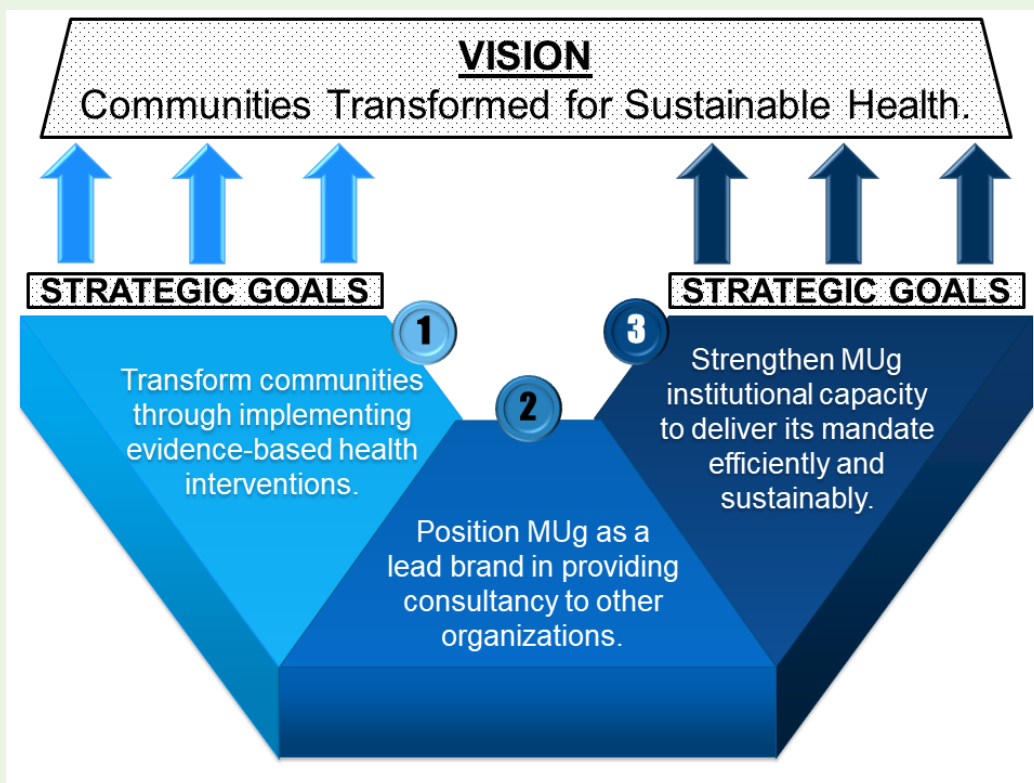 VISION
Communities Transformed for Sustainable Health.
STRATEGIC GOALS
STRATEGIC GOALS
1
Transform communities
through implementing
evidence-based health
interventions.
2
Position MUg as a
lead brand in providing
consultancy to other
organizations.
3
Strengthen MUg
institutional capacity
to deliver its mandate
efficiently and
sustainably.